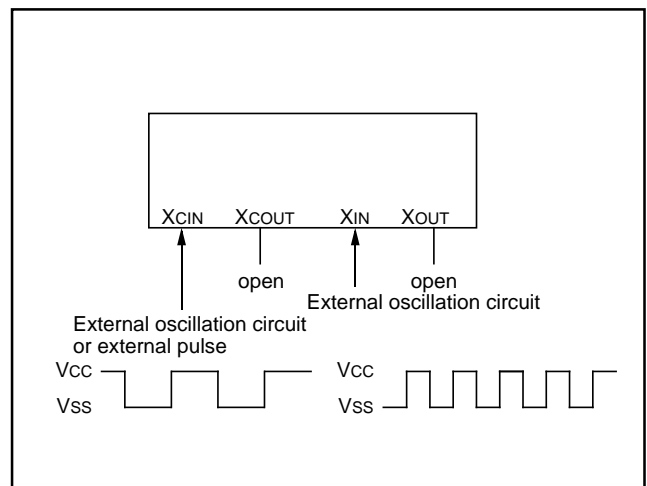 XCIN XCOUT XIN XOUT
open open
External oscillation circuit
External oscillation circuit
or external pulse
VCC VCC
VSS VSS